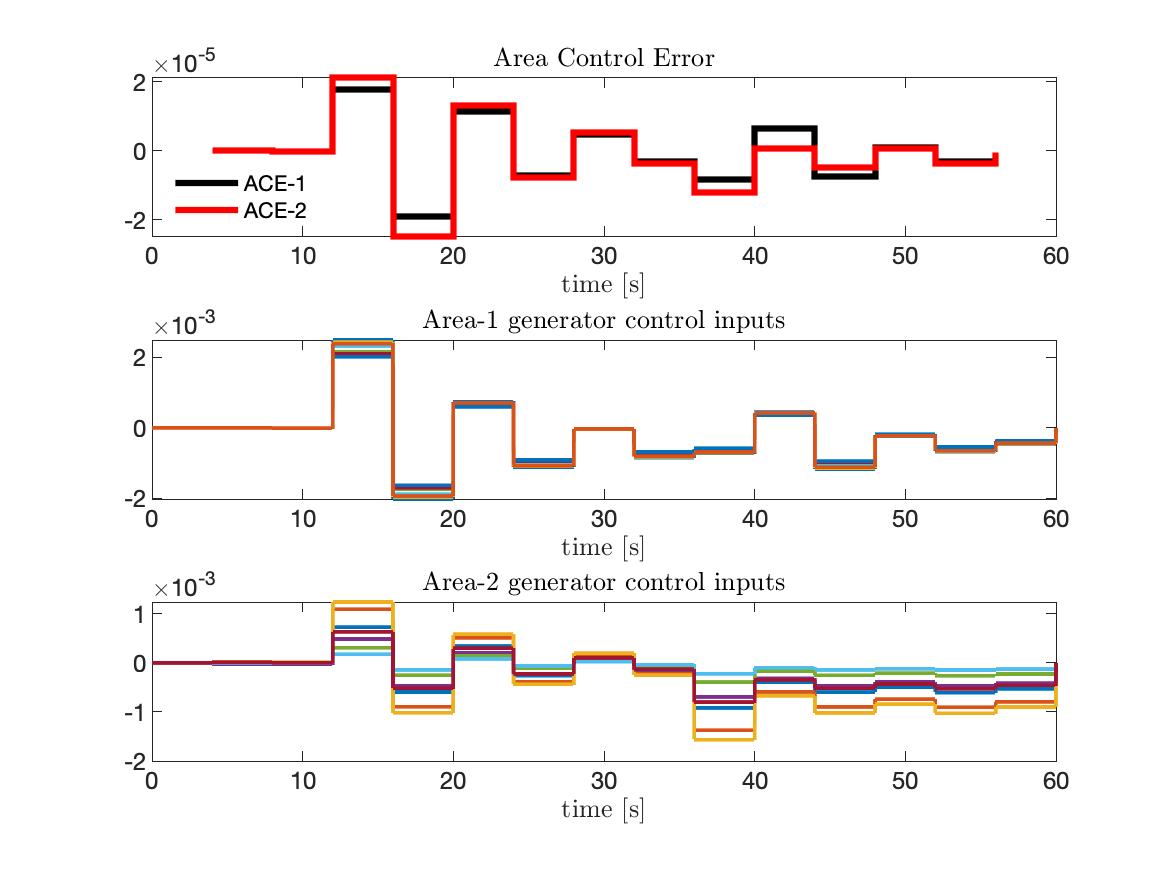 Area Control Error
×10-5
2
0
-2
ACE-1
ACE-2
0 10 20 30 40 50 60
time [s]
Area-1 generator control inputs
×10-3
2
0
-2
0 10 20 30 40 50 60
time [s]
Area-2 generator control inputs
×10-3
1
0
-1
-2
0 10 20 30 40 50 60
time [s]